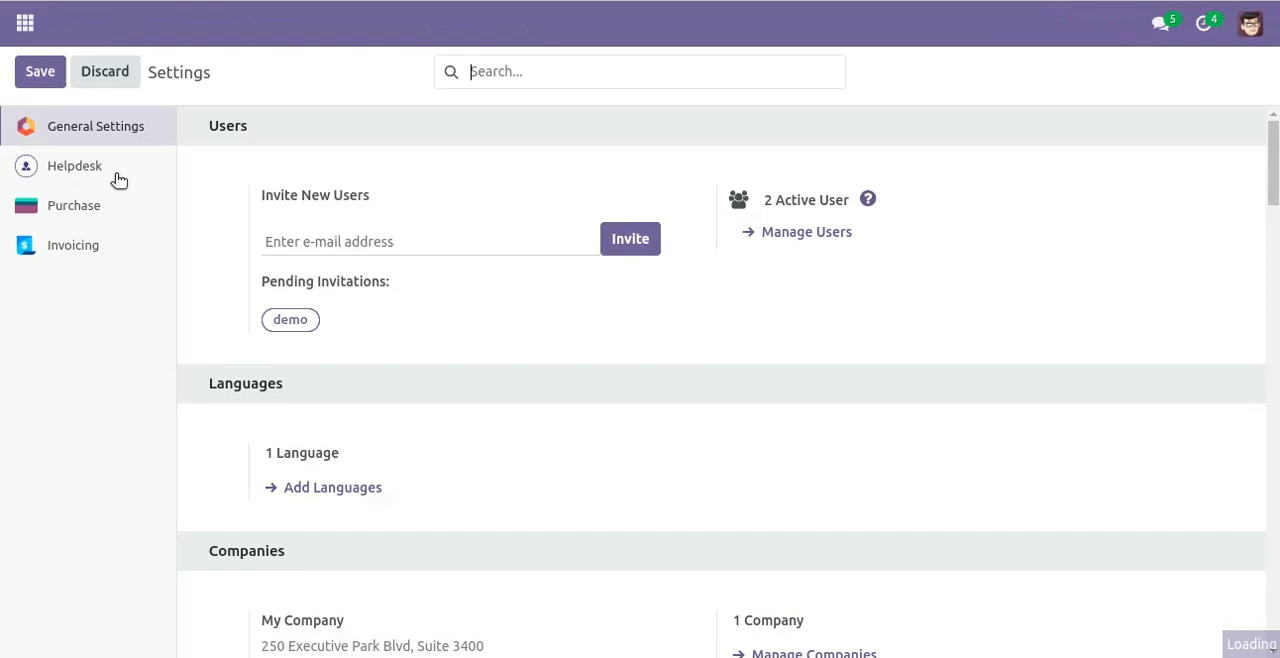 5
4
Save
Discard
Settings
Search...
General Settings
Helpdesk
Purchase
Invoicing
Users
Invite New Users
Enter e-mail address
Invite
Pending Invitations:
demo
2 Active User
Manage Users
Languages
1 Language
Add Languages
Companies
My Company
250 Executive Park Blvd, Suite 3400
1 Company
Manage Companies
Loading